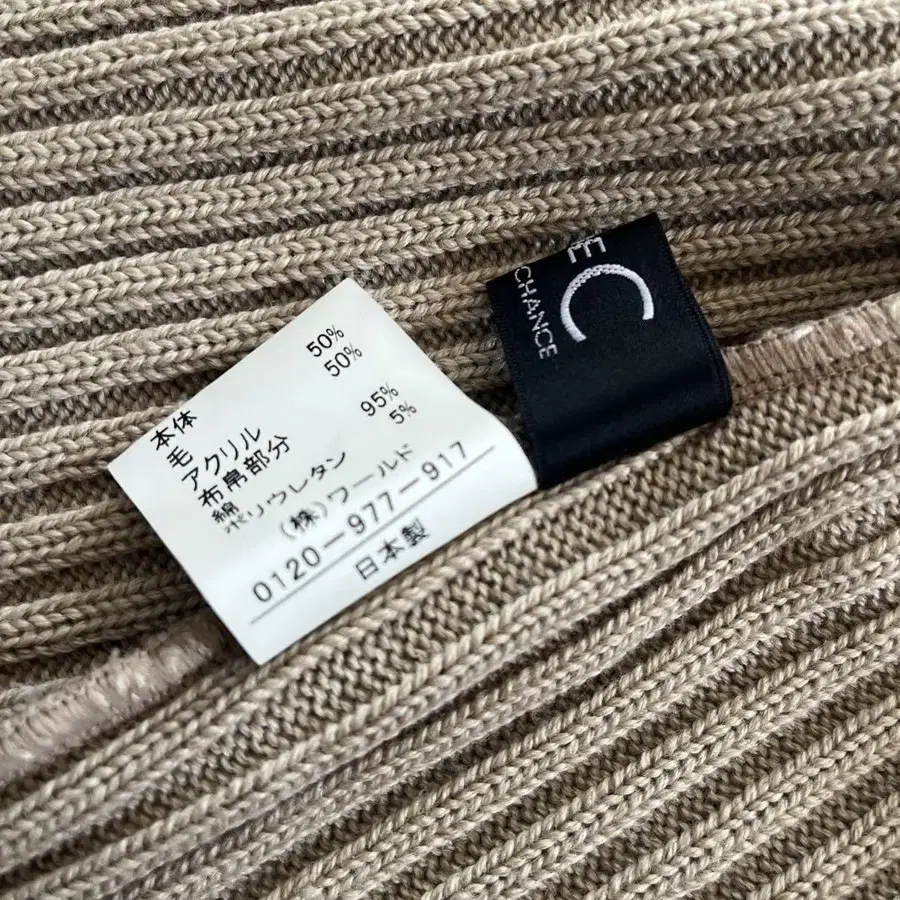 本体
毛 50%
アクリル 50%
布帛部分
綿 95%
ポリウレタン 5%
(株)ワールド
0120-977-917
日本製
C
CHANCE